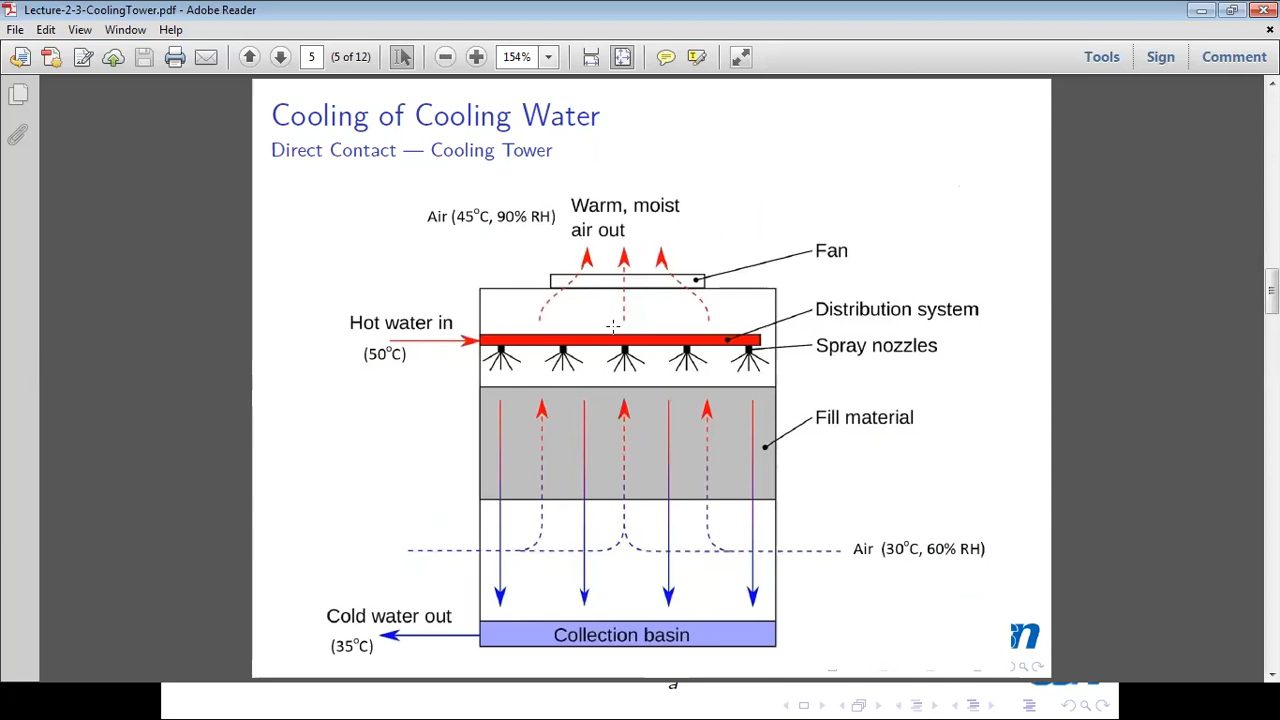 Lecture-2-3-CoolingTower.pdf - Adobe Reader
File Edit View Window Help
5 (5 of 12) 154% Tools Sign Comment
Cooling of Cooling Water
Direct Contact — Cooling Tower
Air (45°C, 90% RH)
Warm, moist
air out
Fan
Hot water in
(50°C)
Distribution system
Spray nozzles
Fill material
Air (30°C, 60% RH)
Cold water out
(35°C)
Collection basin
n
a